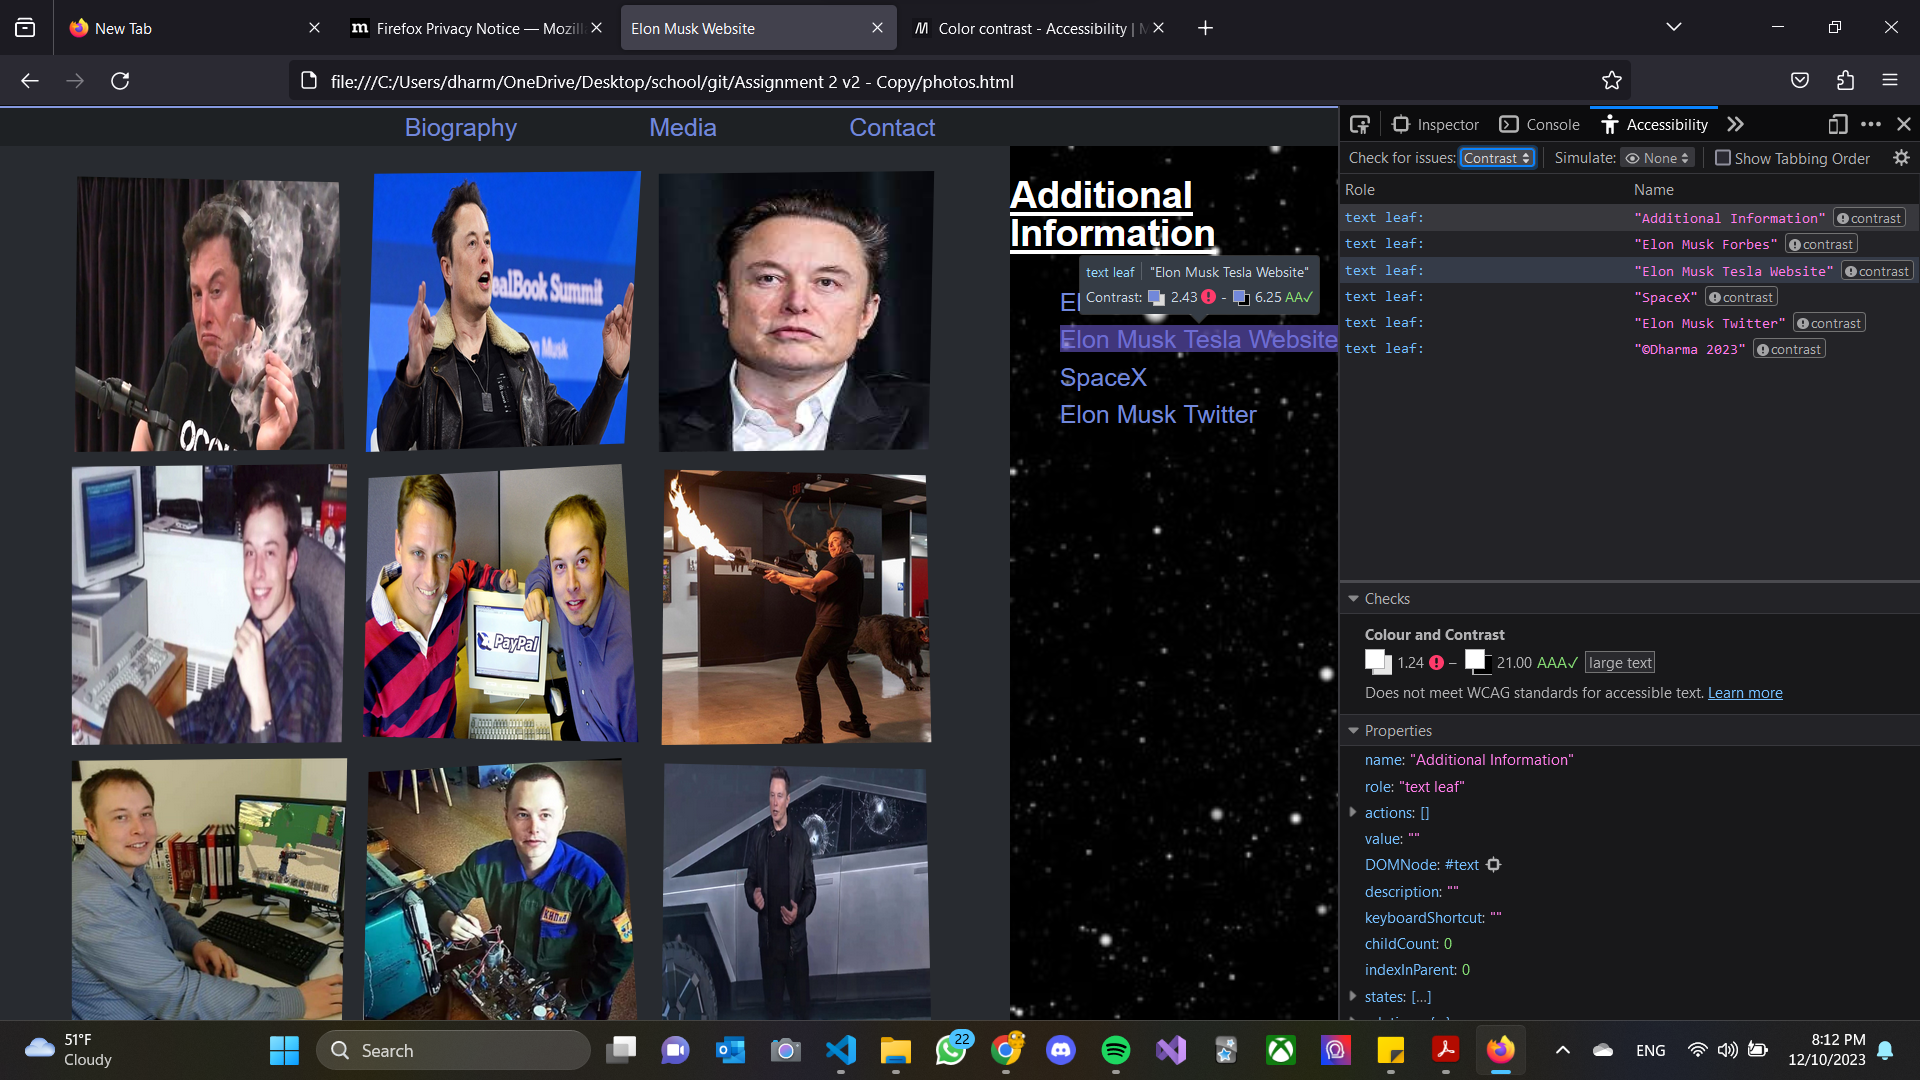 New Tab
Firefox Privacy Notice — Mozill
Elon Musk Website
Color contrast - Accessibility | M
file:///C:/Users/dharm/OneDrive/Desktop/school/git/Assignment 2 v2 - Copy/photos.html
Biography Media Contact
ealBook Summit
Musk
PayPal
Additional
Information
El
Elon Musk Tesla Website
SpaceX
Elon Musk Twitter
text leaf "Elon Musk Tesla Website"
Contrast: 2.43 - 6.25 AA✓
Inspector Console Accessibility
Check for issues: Contrast Simulate: None Show Tabbing Order
Role Name
text leaf: "Additional Information" contrast
text leaf: "Elon Musk Forbes" contrast
text leaf: "Elon Musk Tesla Website" contrast
text leaf: "SpaceX" contrast
text leaf: "Elon Musk Twitter" contrast
text leaf: "©Dharma 2023" contrast
Checks
Colour and Contrast
1.24 – 21.00 AAA✓ large text
Does not meet WCAG standards for accessible text. Learn more
Properties
name: "Additional Information"
role: "text leaf"
actions: []
value: ""
DOMNode: #text
description: ""
keyboardShortcut: ""
childCount: 0
indexInParent: 0
states: […]
51°F
Cloudy
Search
22
ENG
8:12 PM
12/10/2023